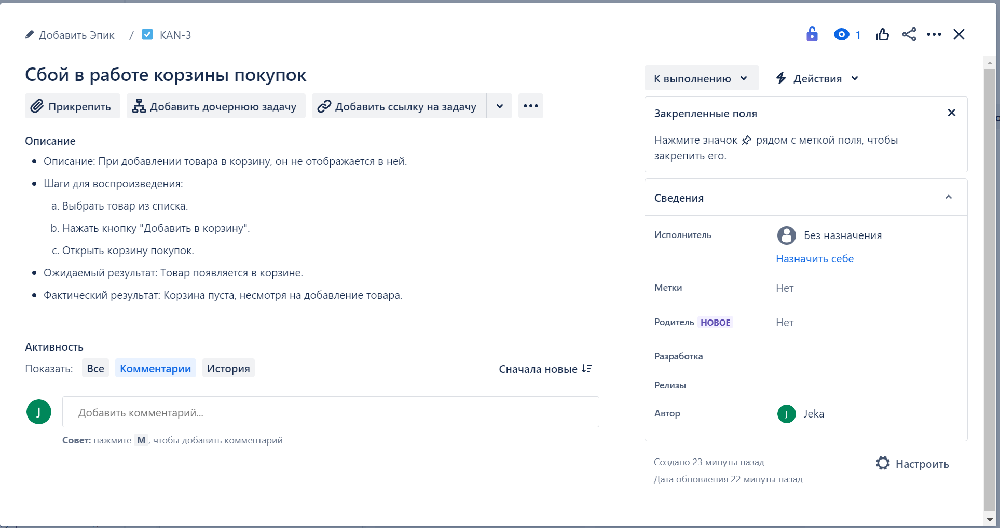 Добавить Эпик / KAN-3
1
Сбой в работе корзины покупок
Прикрепить
Добавить дочернюю задачу
Добавить ссылку на задачу
Описание
Описание: При добавлении товара в корзину, он не отображается в ней.
Шаги для воспроизведения:
a. Выбрать товар из списка.
b. Нажать кнопку "Добавить в корзину".
c. Открыть корзину покупок.
Ожидаемый результат: Товар появляется в корзине.
Фактический результат: Корзина пуста, несмотря на добавление товара.
Активность
Показать: Все Комментарии История
Сначала новые
J
Добавить комментарий...
Совет: нажмите M, чтобы добавить комментарий
К выполнению
Действия
Закрепленные поля
Нажмите значок рядом с меткой поля, чтобы
закрепить его.
Сведения
Исполнитель
Без назначения
Назначить себе
Метки
Нет
Родитель НОВОЕ
Нет
Разработка
Релизы
Автор
J Jeka
Создано 23 минуты назад
Дата обновления 22 минуты назад
Настроить